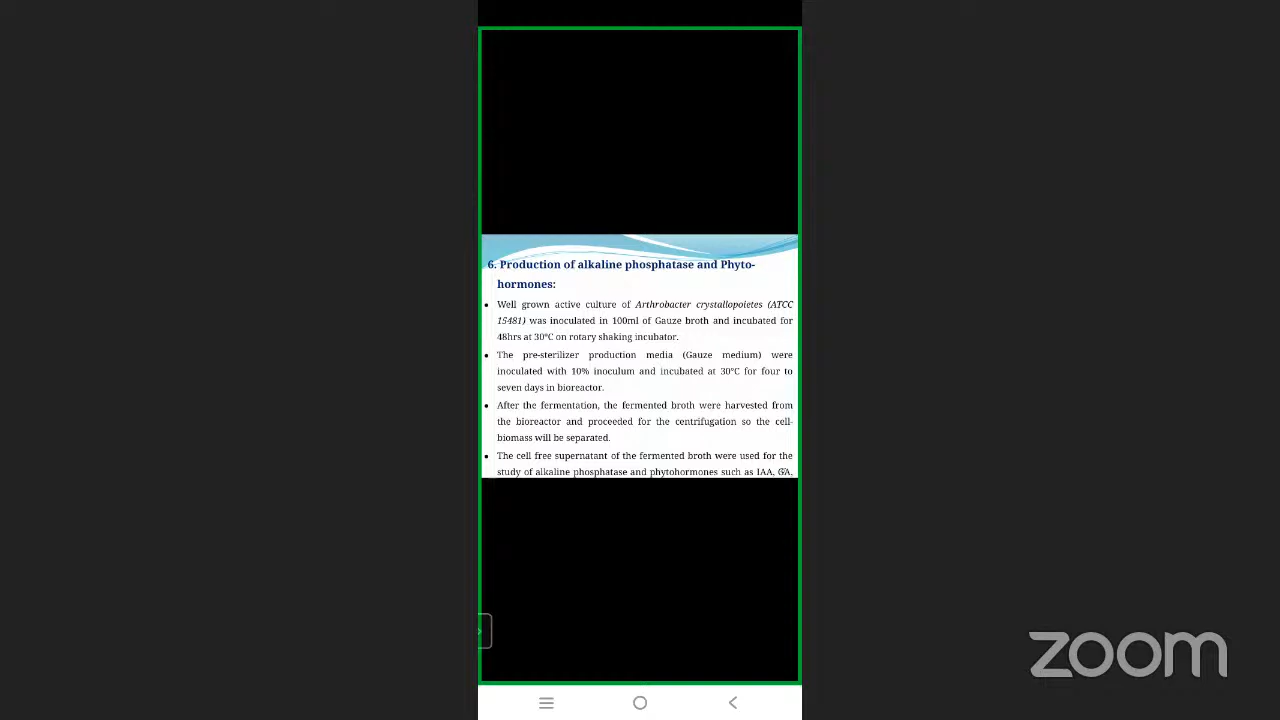 6. Production of alkaline phosphatase and Phyto-
hormones:
• Well grown active culture of Arthrobacter crystallopoietes (ATCC
15481) was inoculated in 100ml of Gauze broth and incubated for
48hrs at 30°C on rotary shaking incubator.
• The pre-sterilizer production media (Gauze medium) were
inoculated with 10% inoculum and incubated at 30°C for four to
seven days in bioreactor.
• After the fermentation, the fermented broth were harvested from
the bioreactor and proceeded for the centrifugation so the cell-
biomass will be separated.
• The cell free supernatant of the fermented broth were used for the
study of alkaline phosphatase and phytohormones such as IAA, GA,
zoom